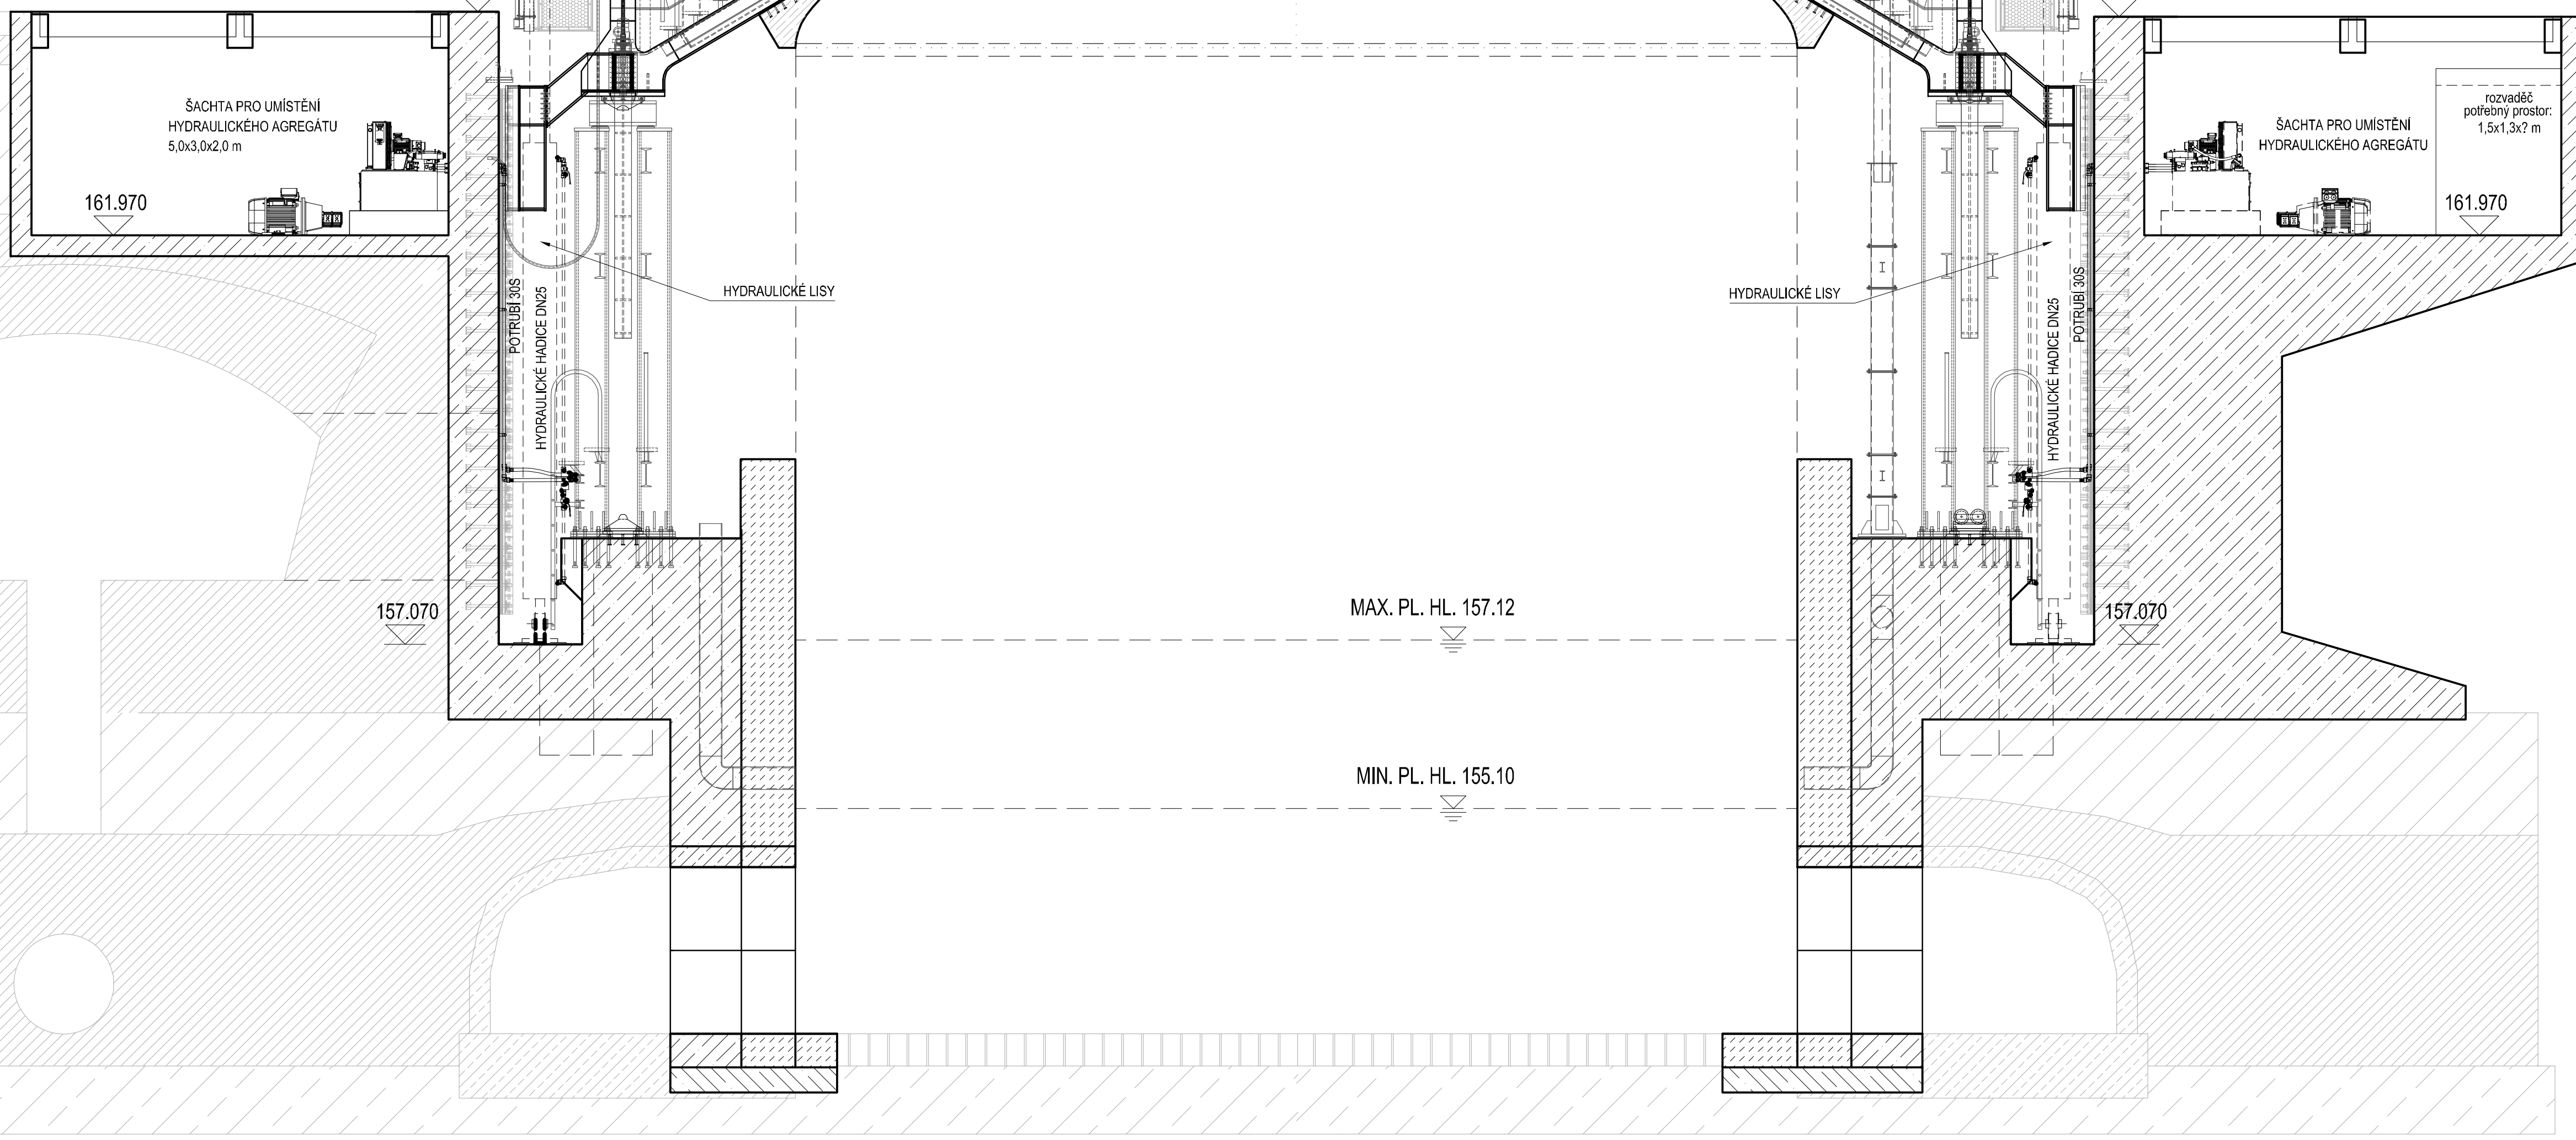 ŠACHTA PRO UMÍSTĚNÍ
HYDRAULICKÉHO AGREGÁTU
5,0x3,0x2,0 m
161.970
POTRUBÍ 30S
HYDRAULICKÉ HADICE DN25
HYDRAULICKÉ LISY
157.070
MAX. PL. HL. 157.12
MIN. PL. HL. 155.10
HYDRAULICKÉ LISY
I
I
HYDRAULICKÉ HADICE DN25
POTRUBÍ 30S
157.070
ŠACHTA PRO UMÍSTĚNÍ
HYDRAULICKÉHO AGREGÁTU
rozvaděč
potřebný prostor:
1,5x1,3x? m
161.970